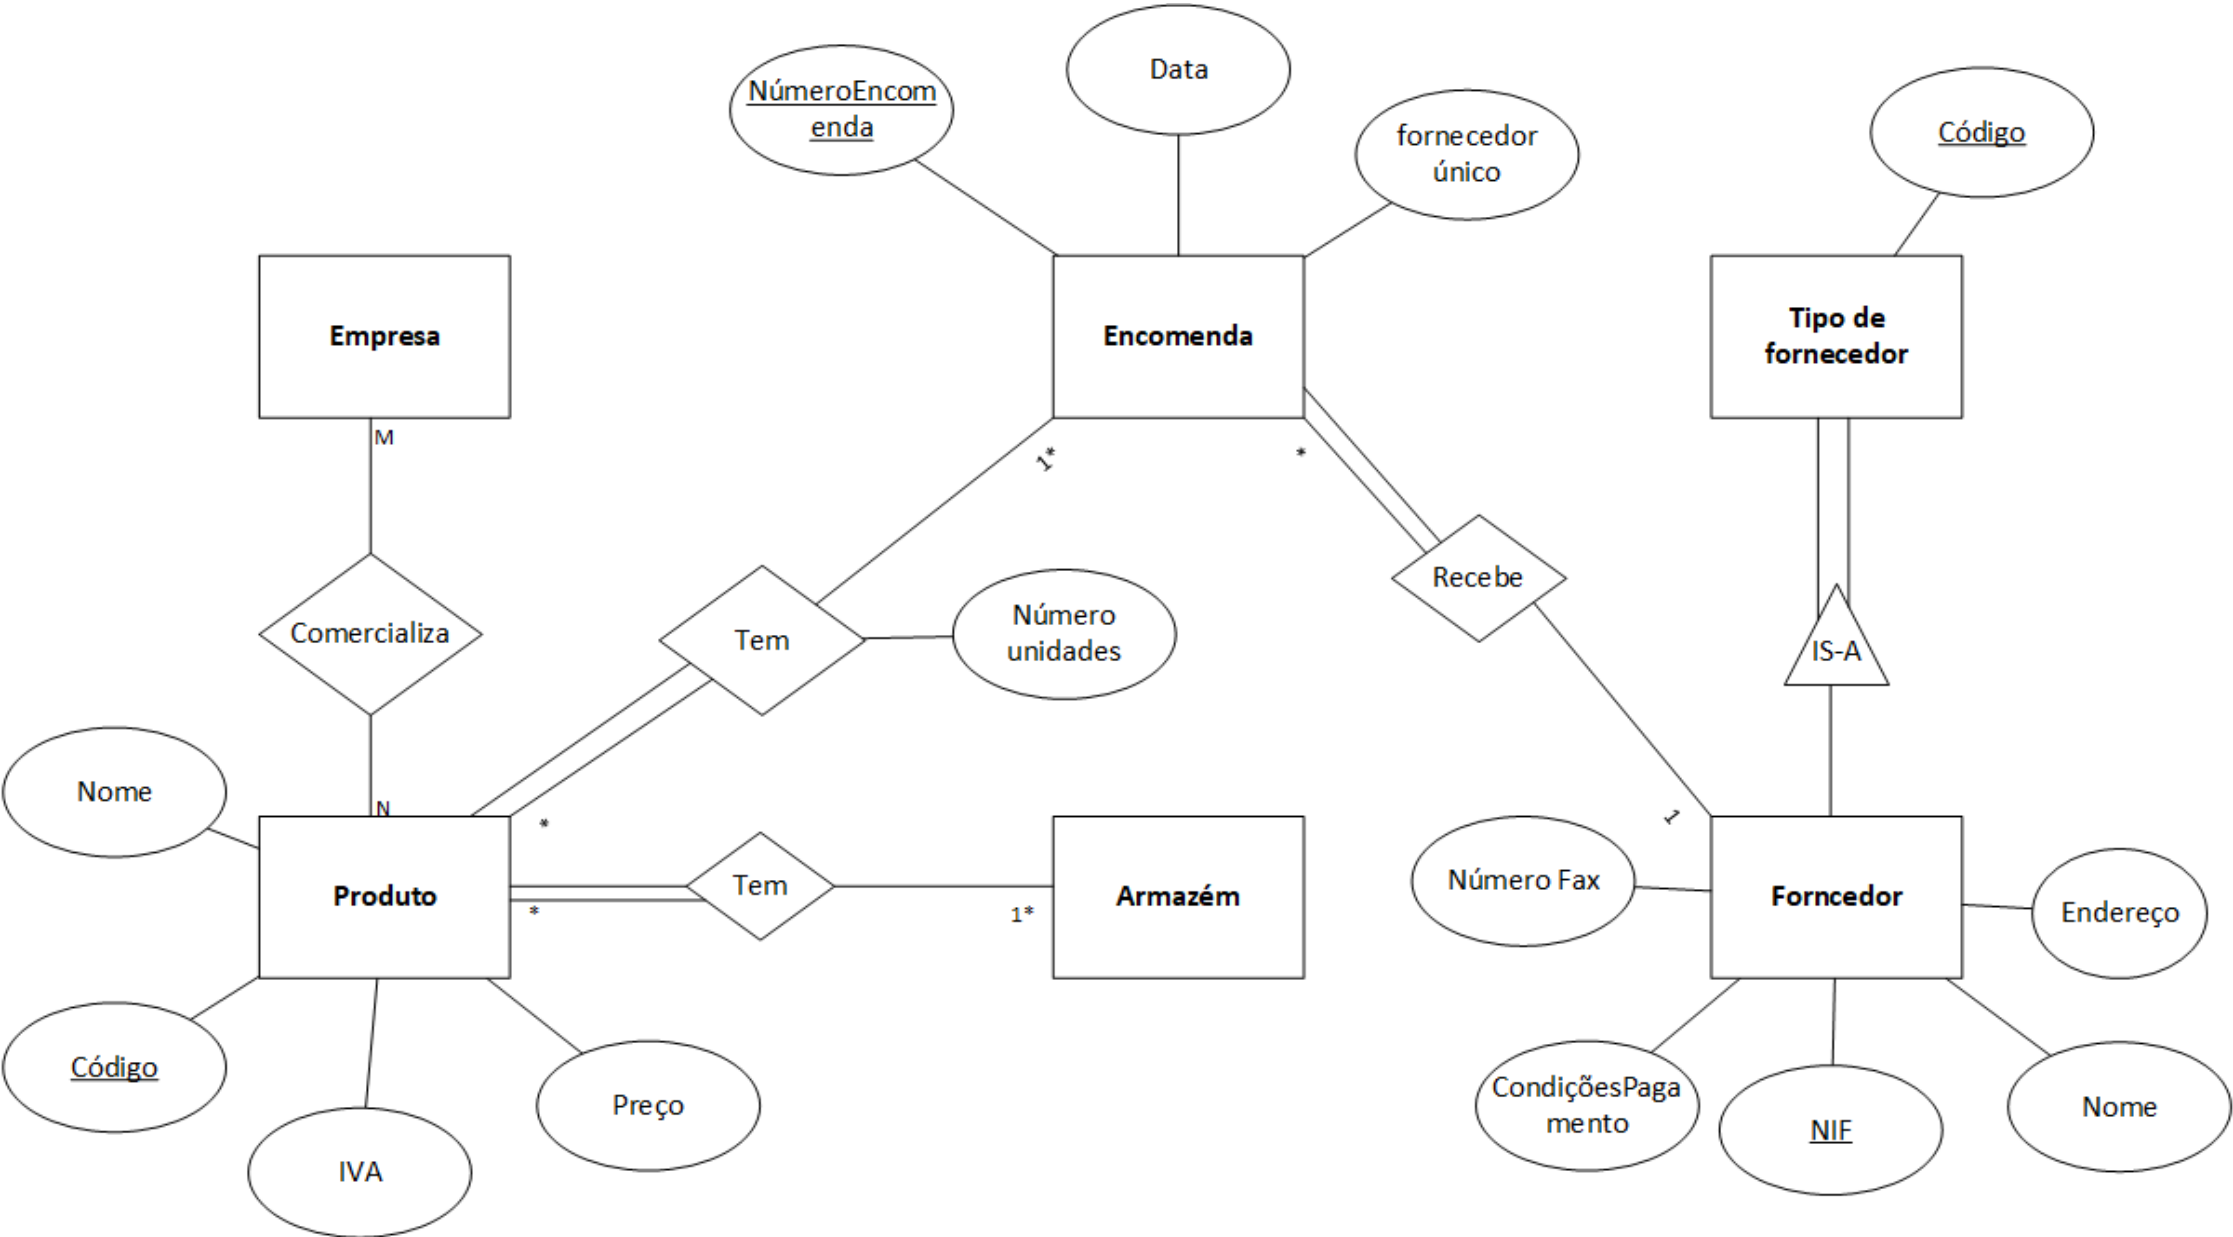 Data
NúmeroEncom
enda
fornecedor
único
Código
Empresa
Encomenda
Tipo de
fornecedor
M
1*
*
Comercializa
Tem
Número
unidades
Recebe
IS-A
Nome
N
*
1
Produto
*
Tem
1*
Armazém
Número Fax
Forncedor
Endereço
Código
IVA
Preço
CondiçõesPaga
mento
NIF
Nome